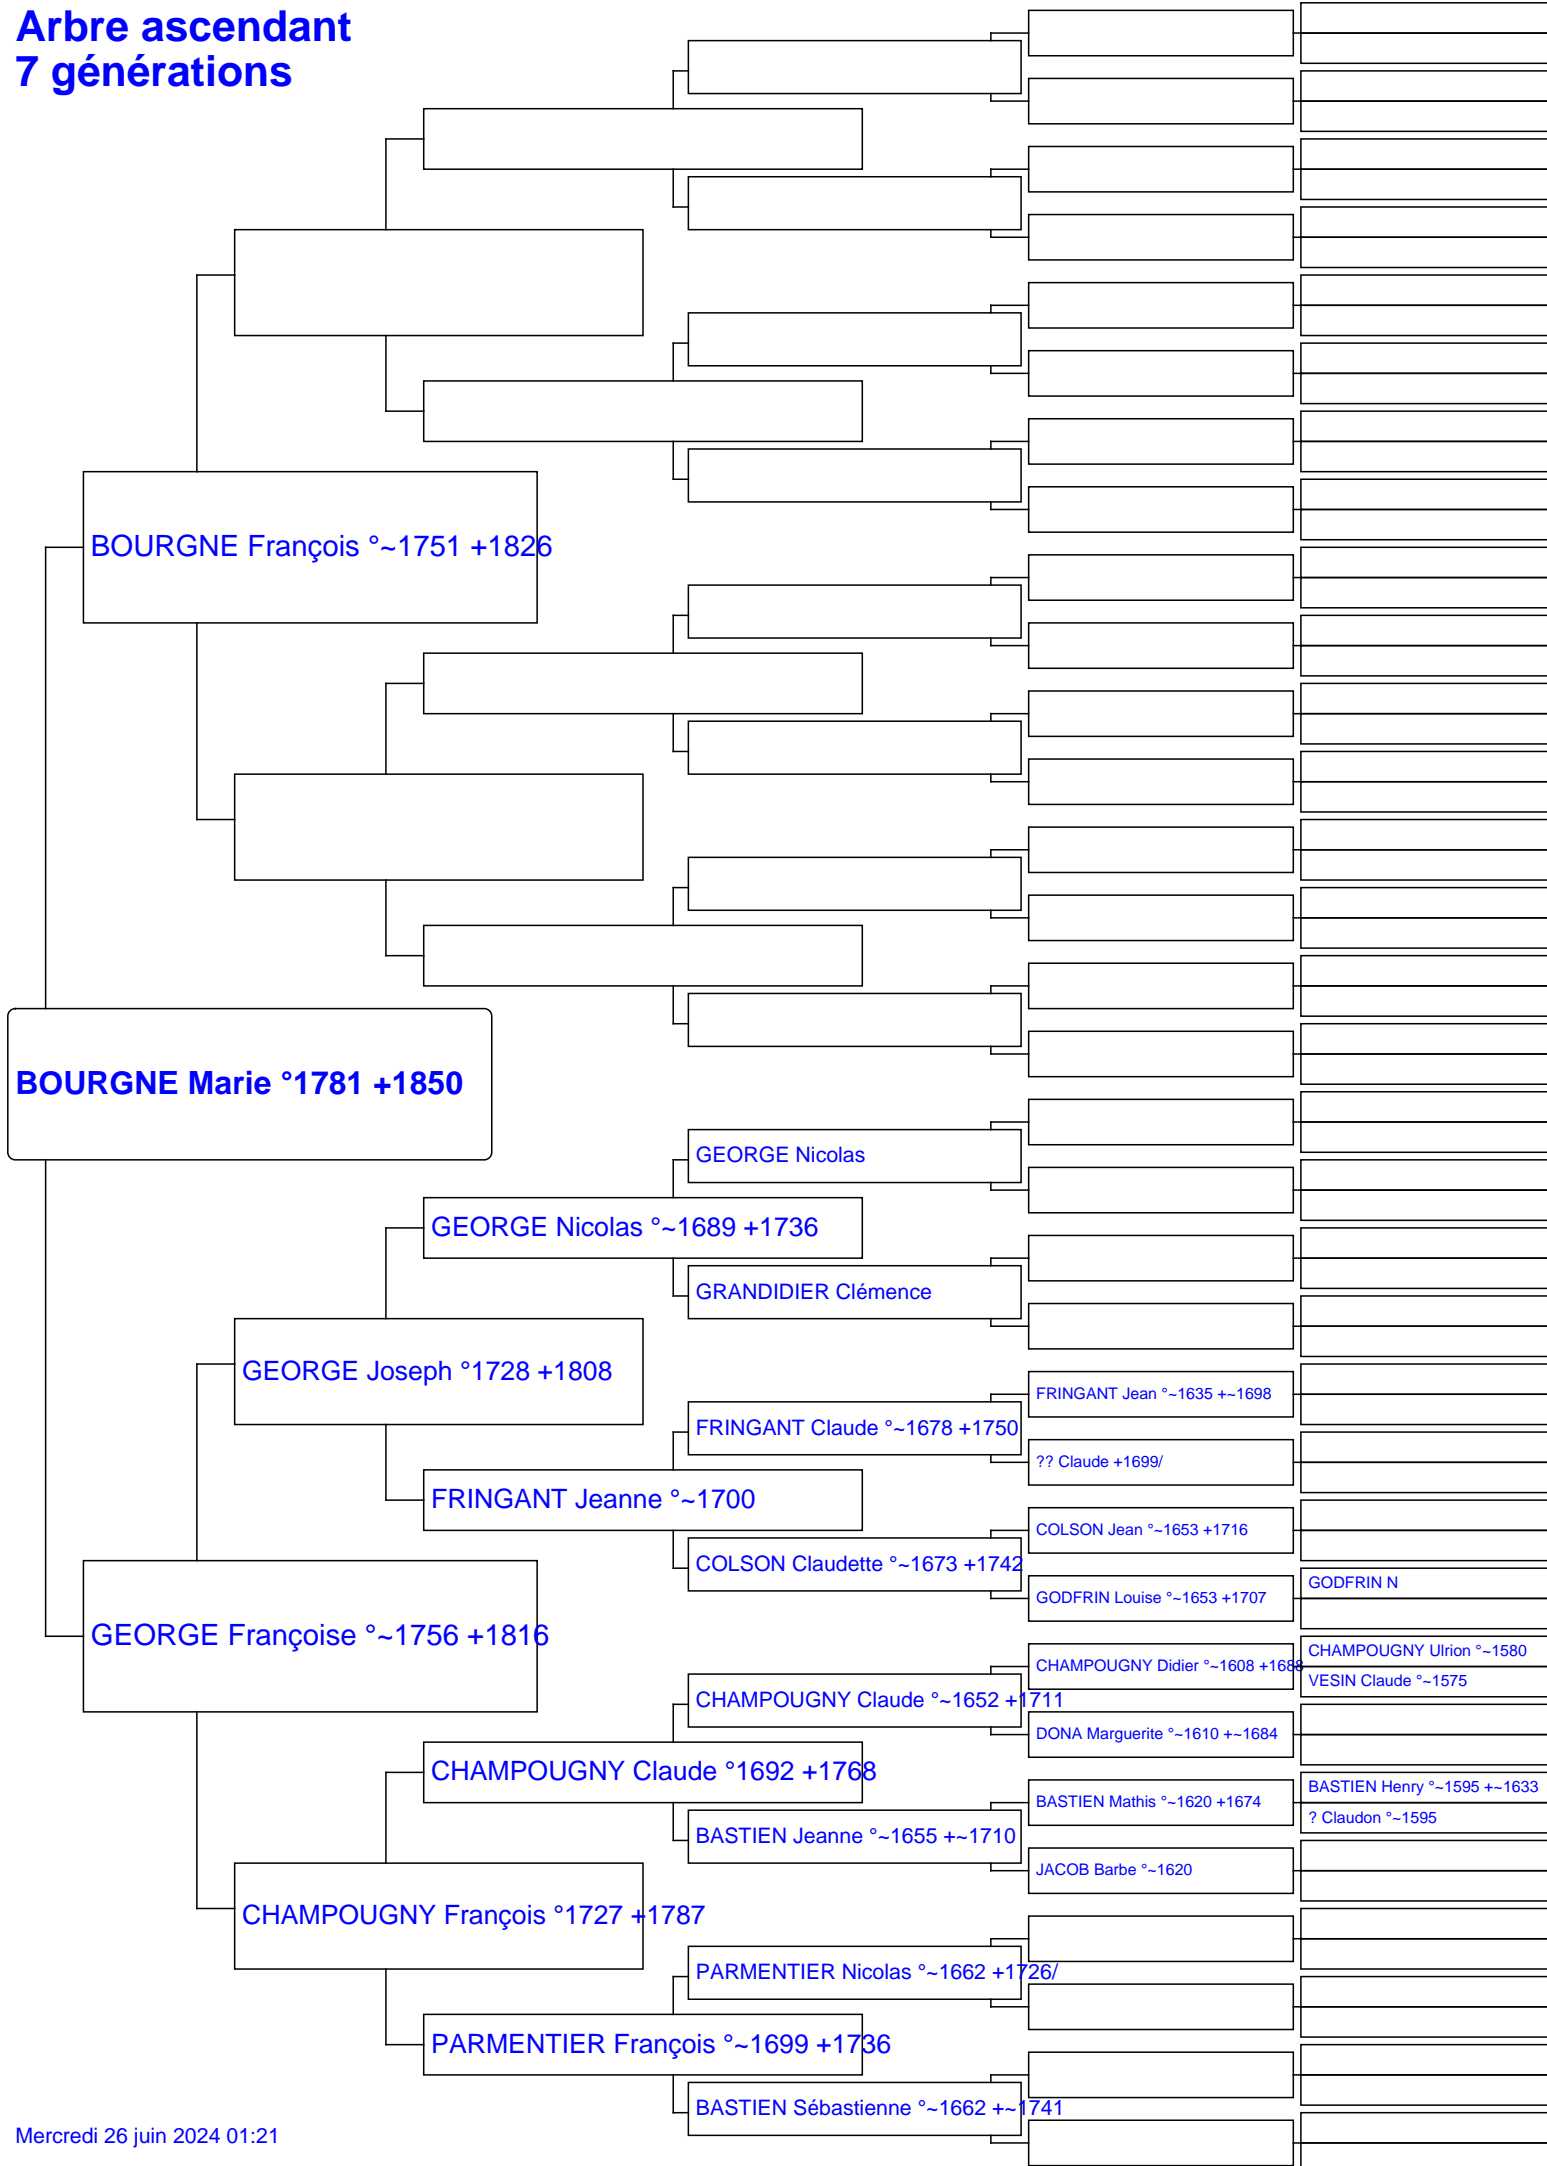 Arbre ascendant
7 générations
BOURGNE François °~1751 +1826
BOURGNE Marie °1781 +1850
GEORGE Nicolas
GEORGE Nicolas °~1689 +1736
GRANDIDIER Clémence
GEORGE Joseph °1728 +1808
FRINGANT Jean °~1635 +~1698
FRINGANT Claude °~1678 +1750
?? Claude +1699/
FRINGANT Jeanne °~1700
COLSON Jean °~1653 +1716
COLSON Claudette °~1673 +1742
GODFRIN N
GODFRIN Louise °~1653 +1707
GEORGE Françoise °~1756 +1816
CHAMPOUGNY Ulrion °~1580
CHAMPOUGNY Didier °~1608 +1688
VESIN Claude °~1575
CHAMPOUGNY Claude °~1652 +1711
DONA Marguerite °~1610 +~1684
CHAMPOUGNY Claude °1692 +1768
BASTIEN Henry °~1595 +~1633
BASTIEN Mathis °~1620 +1674
? Claudon °~1595
BASTIEN Jeanne °~1655 +~1710
JACOB Barbe °~1620
CHAMPOUGNY François °1727 +1787
PARMENTIER Nicolas °~1662 +1726/
PARMENTIER François °~1699 +1736
BASTIEN Sébastienne °~1662 +~1741
Mercredi 26 juin 2024 01:21